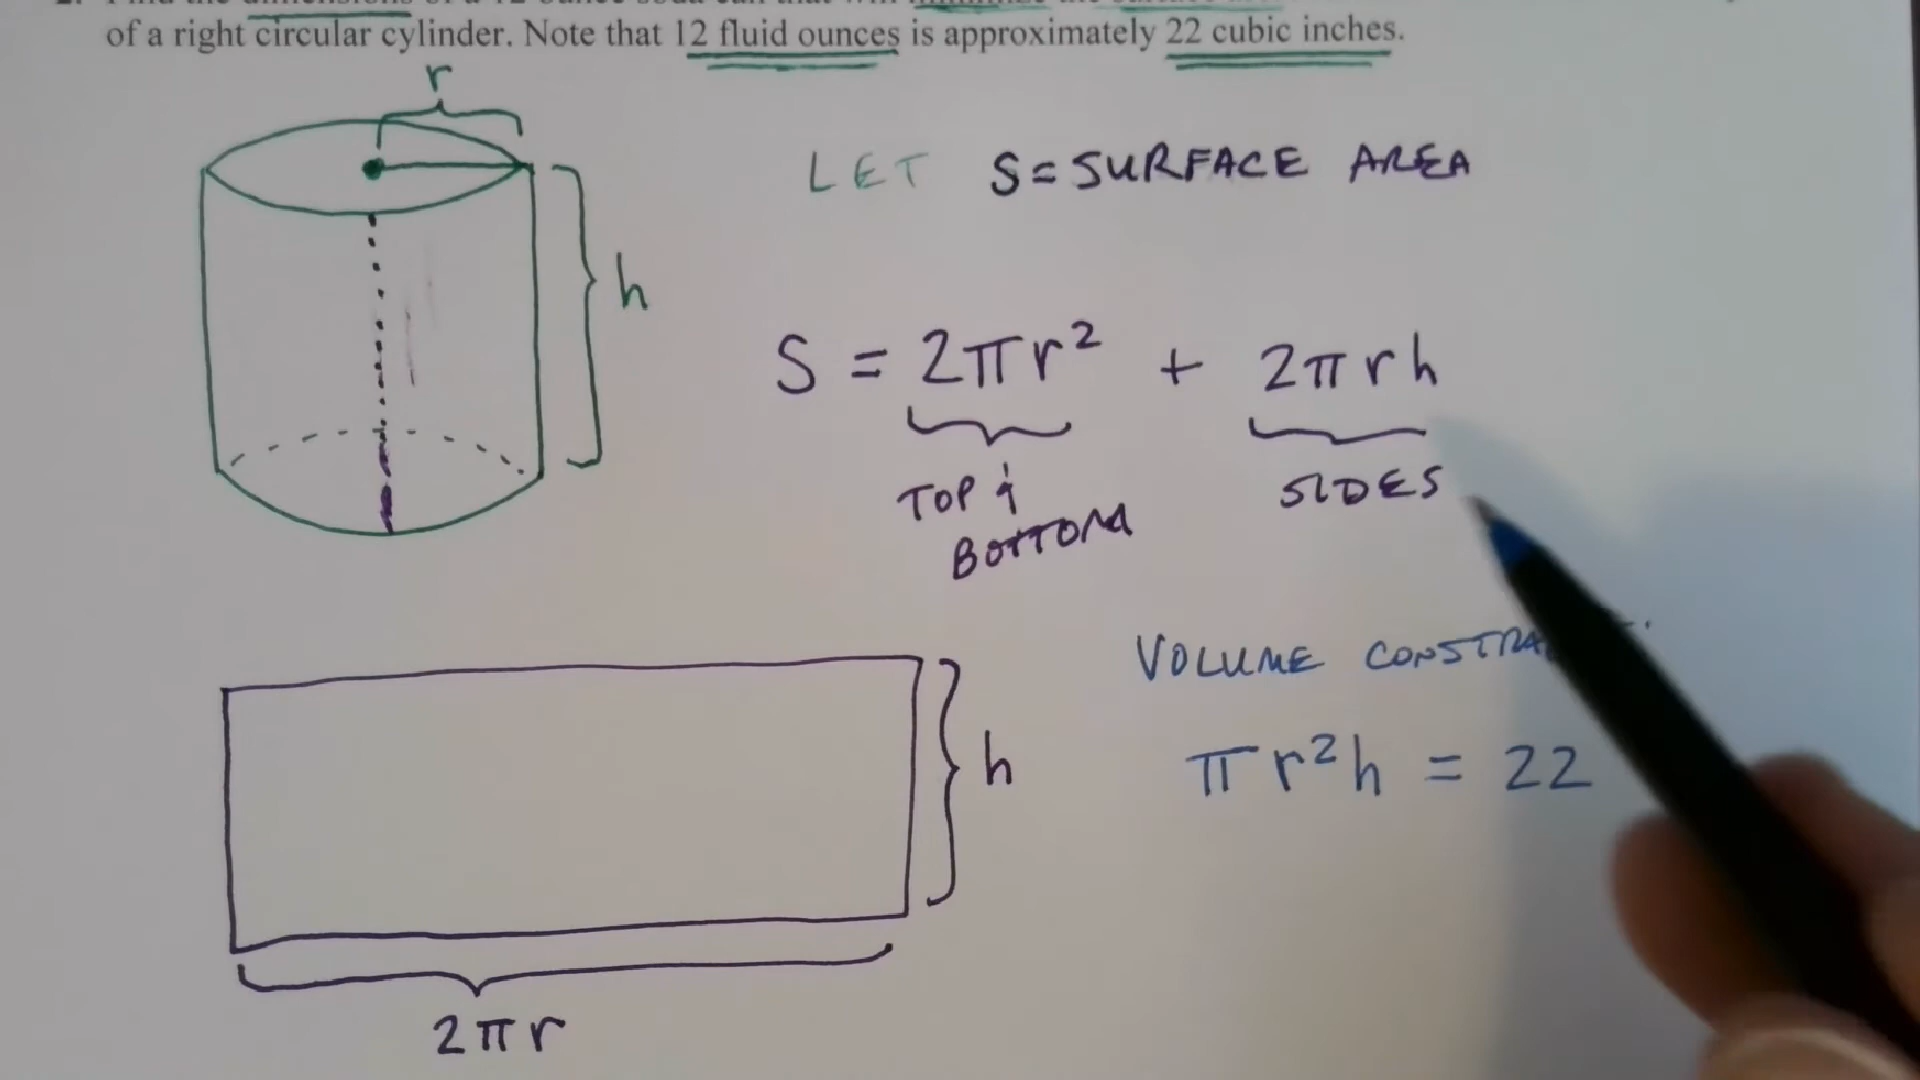 of a right circular cylinder. Note that 12 fluid ounces is approximately 22 cubic inches.
r
LET S = SURFACE AREA
h
S = 2πr² + 2πrh
TOP & BOTTOM
SIDES
VOLUME
h
πr²h = 22
2πr